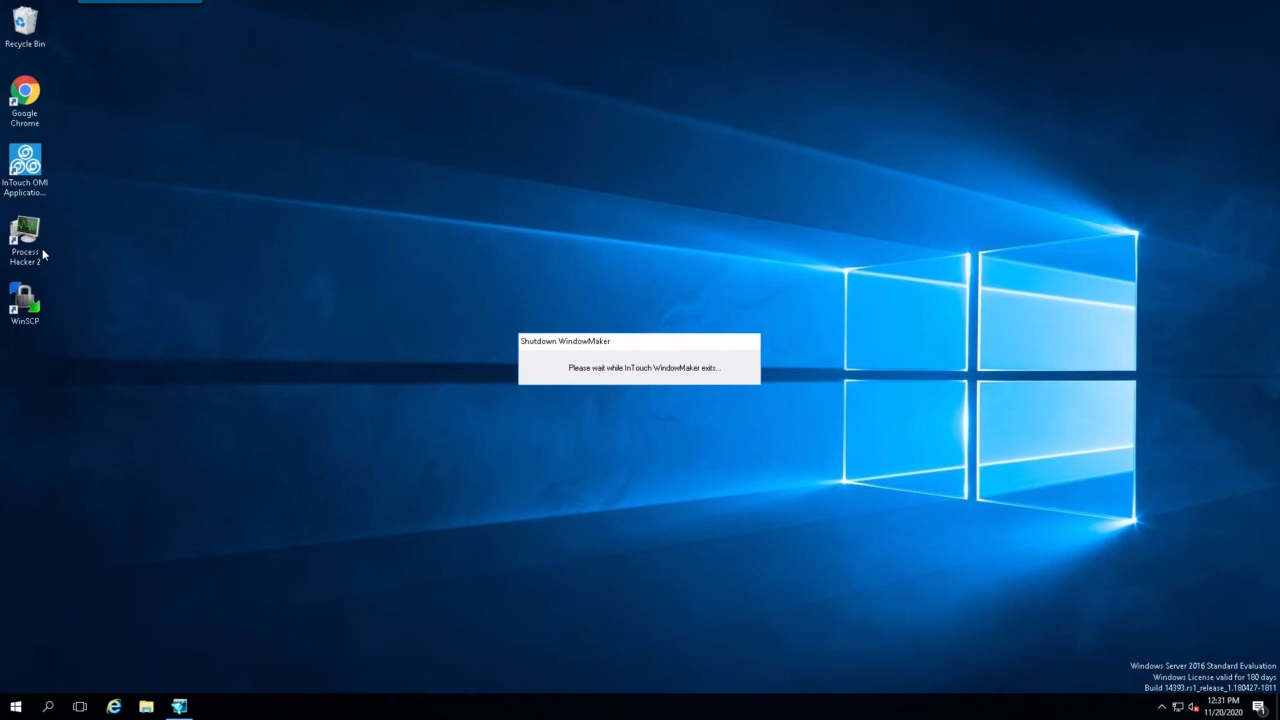 Recycle Bin
Google
Chrome
InTouch OMI
Applicatio...
Process
Hacker 2
WinSCP
Shutdown WindowMaker
Please wait while InTouch WindowMaker exits...
Windows Server 2016 Standard Evaluation
Windows License valid for 180 days
Build 14393.rs1_release_1.180427-1811
12:31 PM
11/20/2020
1